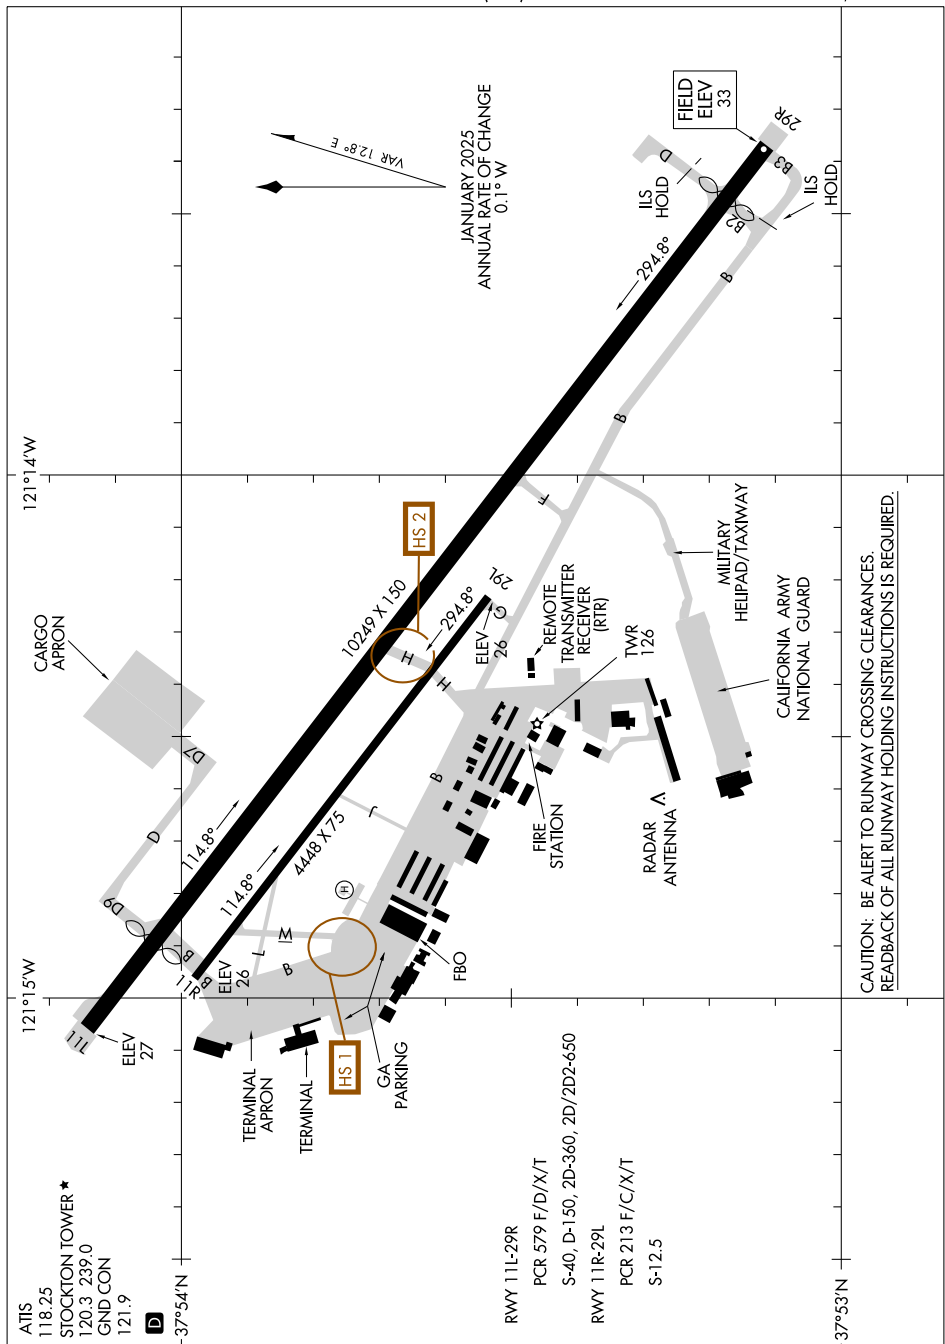 ATIS
118.25
STOCKTON TOWER ★
120.3 239.0
GND CON
121.9
D
37°54'N
37°53'N
121°15'W
121°14'W
VAR 12.8° E
JANUARY 2025
ANNUAL RATE OF CHANGE
0.1° W
FIELD
ELEV
33
29R
B3
ILS
HOLD
D
ILS
HOLD
B2
B
294.8°
B
F
CARGO
APRON
D7
D
D9
10249 X 150
HS 2
H
H
294.8°
29L
G
ELEV
26
REMOTE
TRANSMITTER
RECEIVER
(RTR)
TWR
126
MILITARY
HELIPAD/TAXIWAY
CALIFORNIA ARMY
NATIONAL GUARD
RADAR
ANTENNA
FIRE
STATION
B
J
4448 X 75
114.8°
114.8°
H
M
L
B
B
B
11R
ELEV
26
11L
ELEV
27
FBO
HS 1
GA
PARKING
TERMINAL
APRON
TERMINAL
RWY 11L-29R
PCR 579 F/D/X/T
S-40, D-150, 2D-360, 2D/2D2-650
RWY 11R-29L
PCR 213 F/C/X/T
S-12.5
CAUTION: BE ALERT TO RUNWAY CROSSING CLEARANCES.
READBACK OF ALL RUNWAY HOLDING INSTRUCTIONS IS REQUIRED.